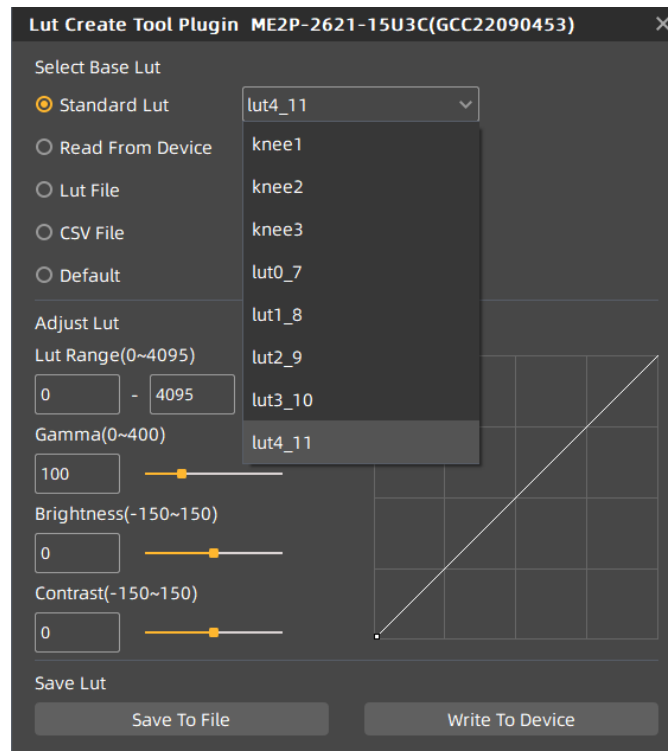 Lut Create Tool Plugin ME2P-2621-15U3C(GCC22090453)
Select Base Lut
Standard Lut
lut4_11
Read From Device
Lut File
CSV File
Default
knee1
knee2
knee3
lut0_7
lut1_8
lut2_9
lut3_10
lut4_11
Adjust Lut
Lut Range(0~4095)
0 - 4095
Gamma(0~400)
100
Brightness(-150~150)
0
Contrast(-150~150)
0
Save Lut
Save To File
Write To Device